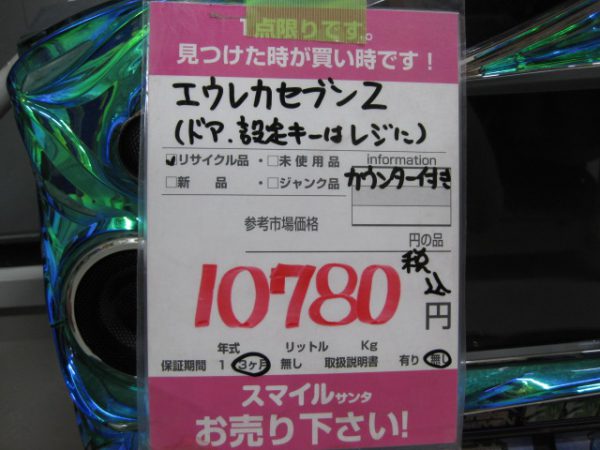 1点限りです。
見つけた時が買い時です!
エウレカセブン2
(ドア、設定キーはレジに)
☑リサイクル品・□未使用品
□新 品 ・□ジャンク品
information
カウンター付き
参考市場価格
円の品
10780
税込
円
年式 リットル Kg
保証期間 1 3ヶ月 無し 取扱説明書 有り 無し
スマイルサンタ
お売り下さい!